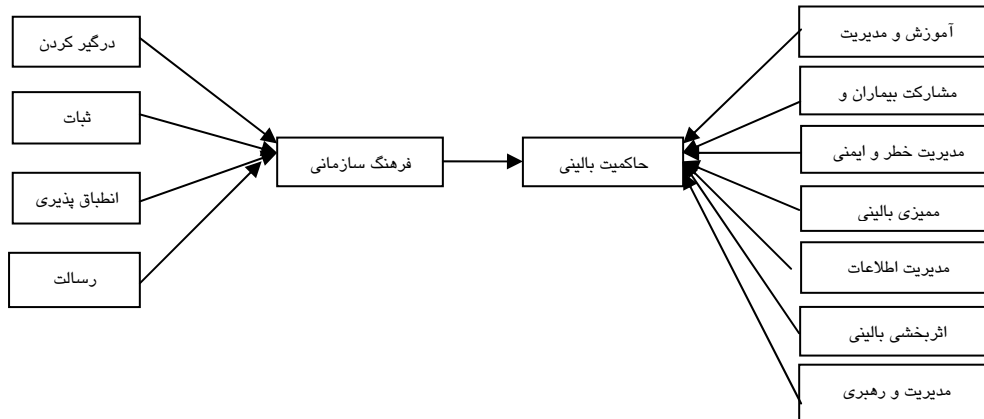 درگیر کردن
ثبات
انطباق پذیری
رسالت
فرهنگ سازمانی
حاکمیت بالینی
آموزش و مدیریت
مشارکت بیماران و
مدیریت خطر و ایمنی
ممیزی بالینی
مدیریت اطلاعات
اثربخشی بالینی
مدیریت و رهبری